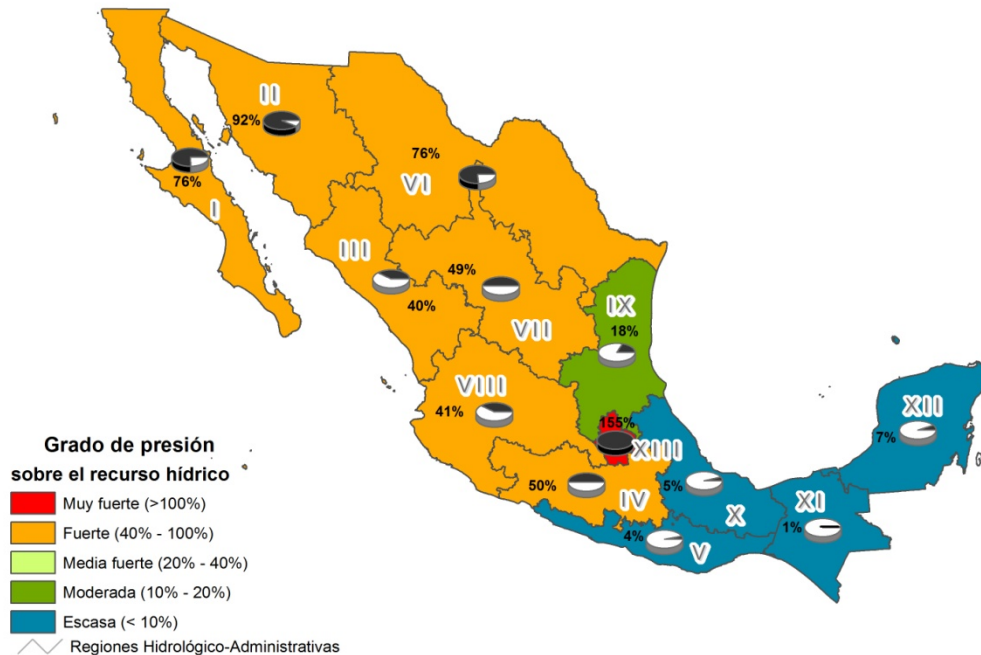 II
92%
76%
VI
76%
I
III
49%
40%
VII
IX
18%
VIII
41%
155%
XIII
XII
7%
50%
IV
5%
X
XI
1%
4%
V
G
Grado de presión
sobre el recurso hídrico
Muy fuerte (>100%)
Fuerte (40% - 100%)
Media fuerte (20% - 40%)
Moderada (10% - 20%)
Escasa (< 10%)
Regiones Hidrológico-Administrativas